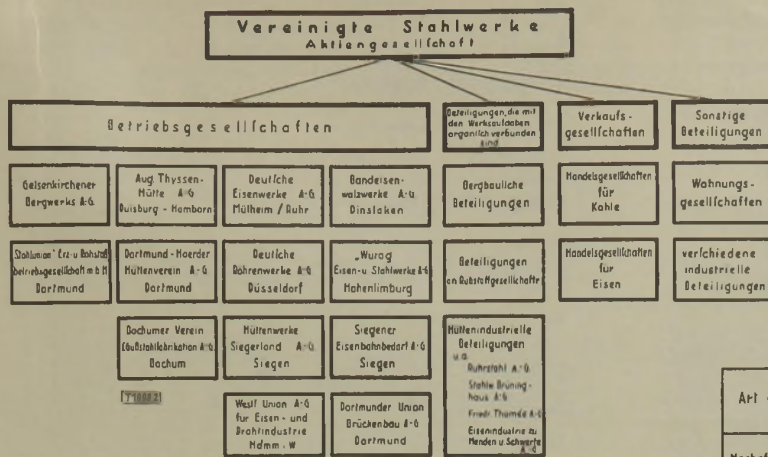 Vereinigte Stahlwerke
Aktiengesellschaft
Betriebsgesellschaften
Beteiligungen, die mit
den Werksaufgaben
organisch verbunden
sind
Verkaufs-
gesellschaften
Sonstige
Beteiligungen
Gelsenkirchener
Bergwerks A.-G.
Aug. Thyssen-
Hütte A.-G.
Duisburg - Hamborn
Deutsche
Eisenwerke A.-G.
Mülheim / Ruhr
Bandeisen-
walzwerke A.-G.
Dinslaken
Bergbauliche
Beteiligungen
Handelsgesellschaften
für
Kohle
Wohnungs-
gesellschaften
"Stahlunion" Erz- u. Rohstoff
betriebsgesellschaft m.b.H
Dortmund
Dortmund - Hoerder
Hüttenverein A.-G.
Dortmund
Deutsche
Röhrenwerke A.-G
Düsseldorf
„Wurag
Eisen- u. Stahlwerke A-G
Hohenlimburg
Beteiligungen
an Ruhstoffgesellschafte
Handelsgesellschaften
für
Eisen
verschiedene
industrielle
Beteiligungen
Bochumer Verein
Gußstahlfabrikation A.-G.
Bochum
Hüttenwerke
Siegerland A.-G.
Siegen
Siegener
Eisenbahnbedarf A.-G
Siegen
Hüttenindustrielle
Beteiligungen
u.a.
Ruhrstahl A.-G.
Stahlw. Brüning-
haus A.-G.
Friedr. Thomée A-G
Eisenindustrie zu
Menden u. Schwerte
A-G
Westf. Union A.-G
für Eisen - und
Drahtindustrie
Hamm - W
Dortmunder Union
Brückenbau A.-G
Dortmund
Art